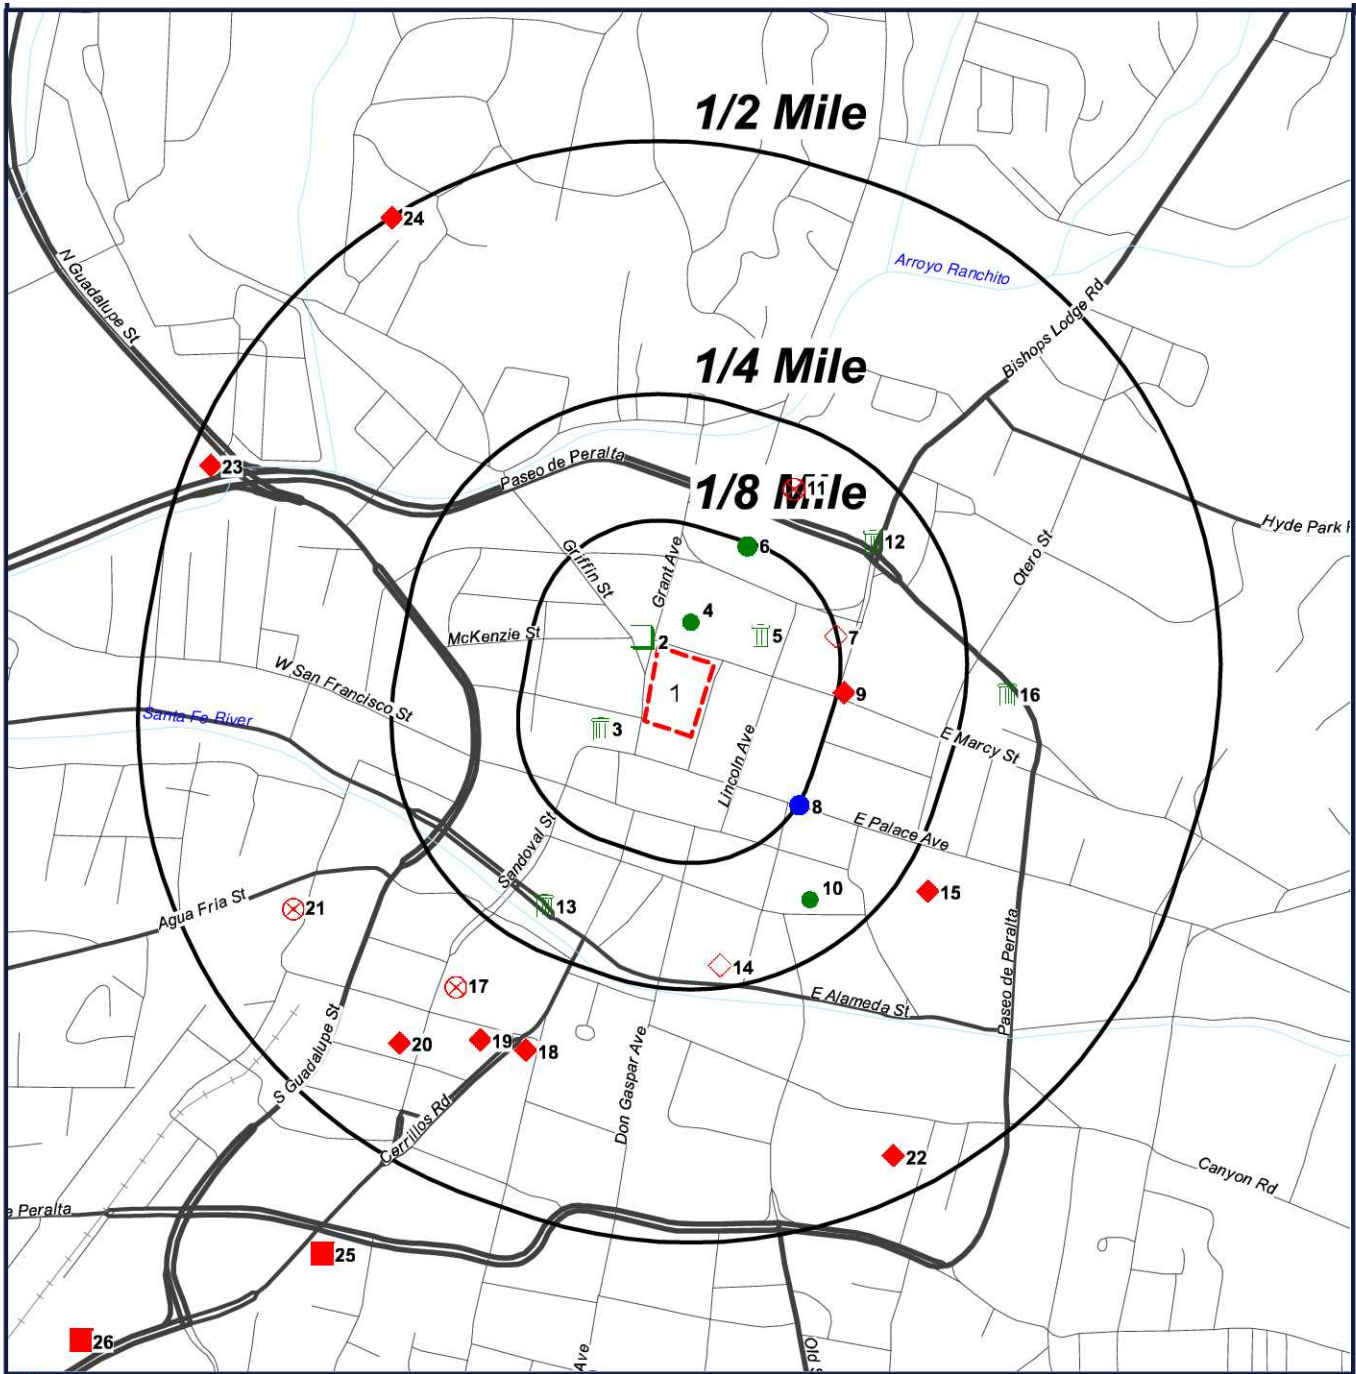 1/2 Mile
24
N Guadalupe St
Arroyo Ranchito
Bishops Lodge Rd
1/4 Mile
23
Paseo de Peralta
1/8 Mile
11
Hyde Park
12
6
Griffin St
Grant Ave
Otero St
4
McKenzie St
2
5
7
1
9
16
W San Francisco St
Santa Fe River
3
E Marcy St
Lincoln Ave
8
E Palace Ave
Sandoval St
10
15
13
Agua Fria St
21
14
17
E Alameda St
Paseo de Peralta
20
19
18
S Guadalupe St
Don Gaspar Ave
Cerrillos Rd
22
Canyon Rd
e Peralta
25
26
Ave
Old S